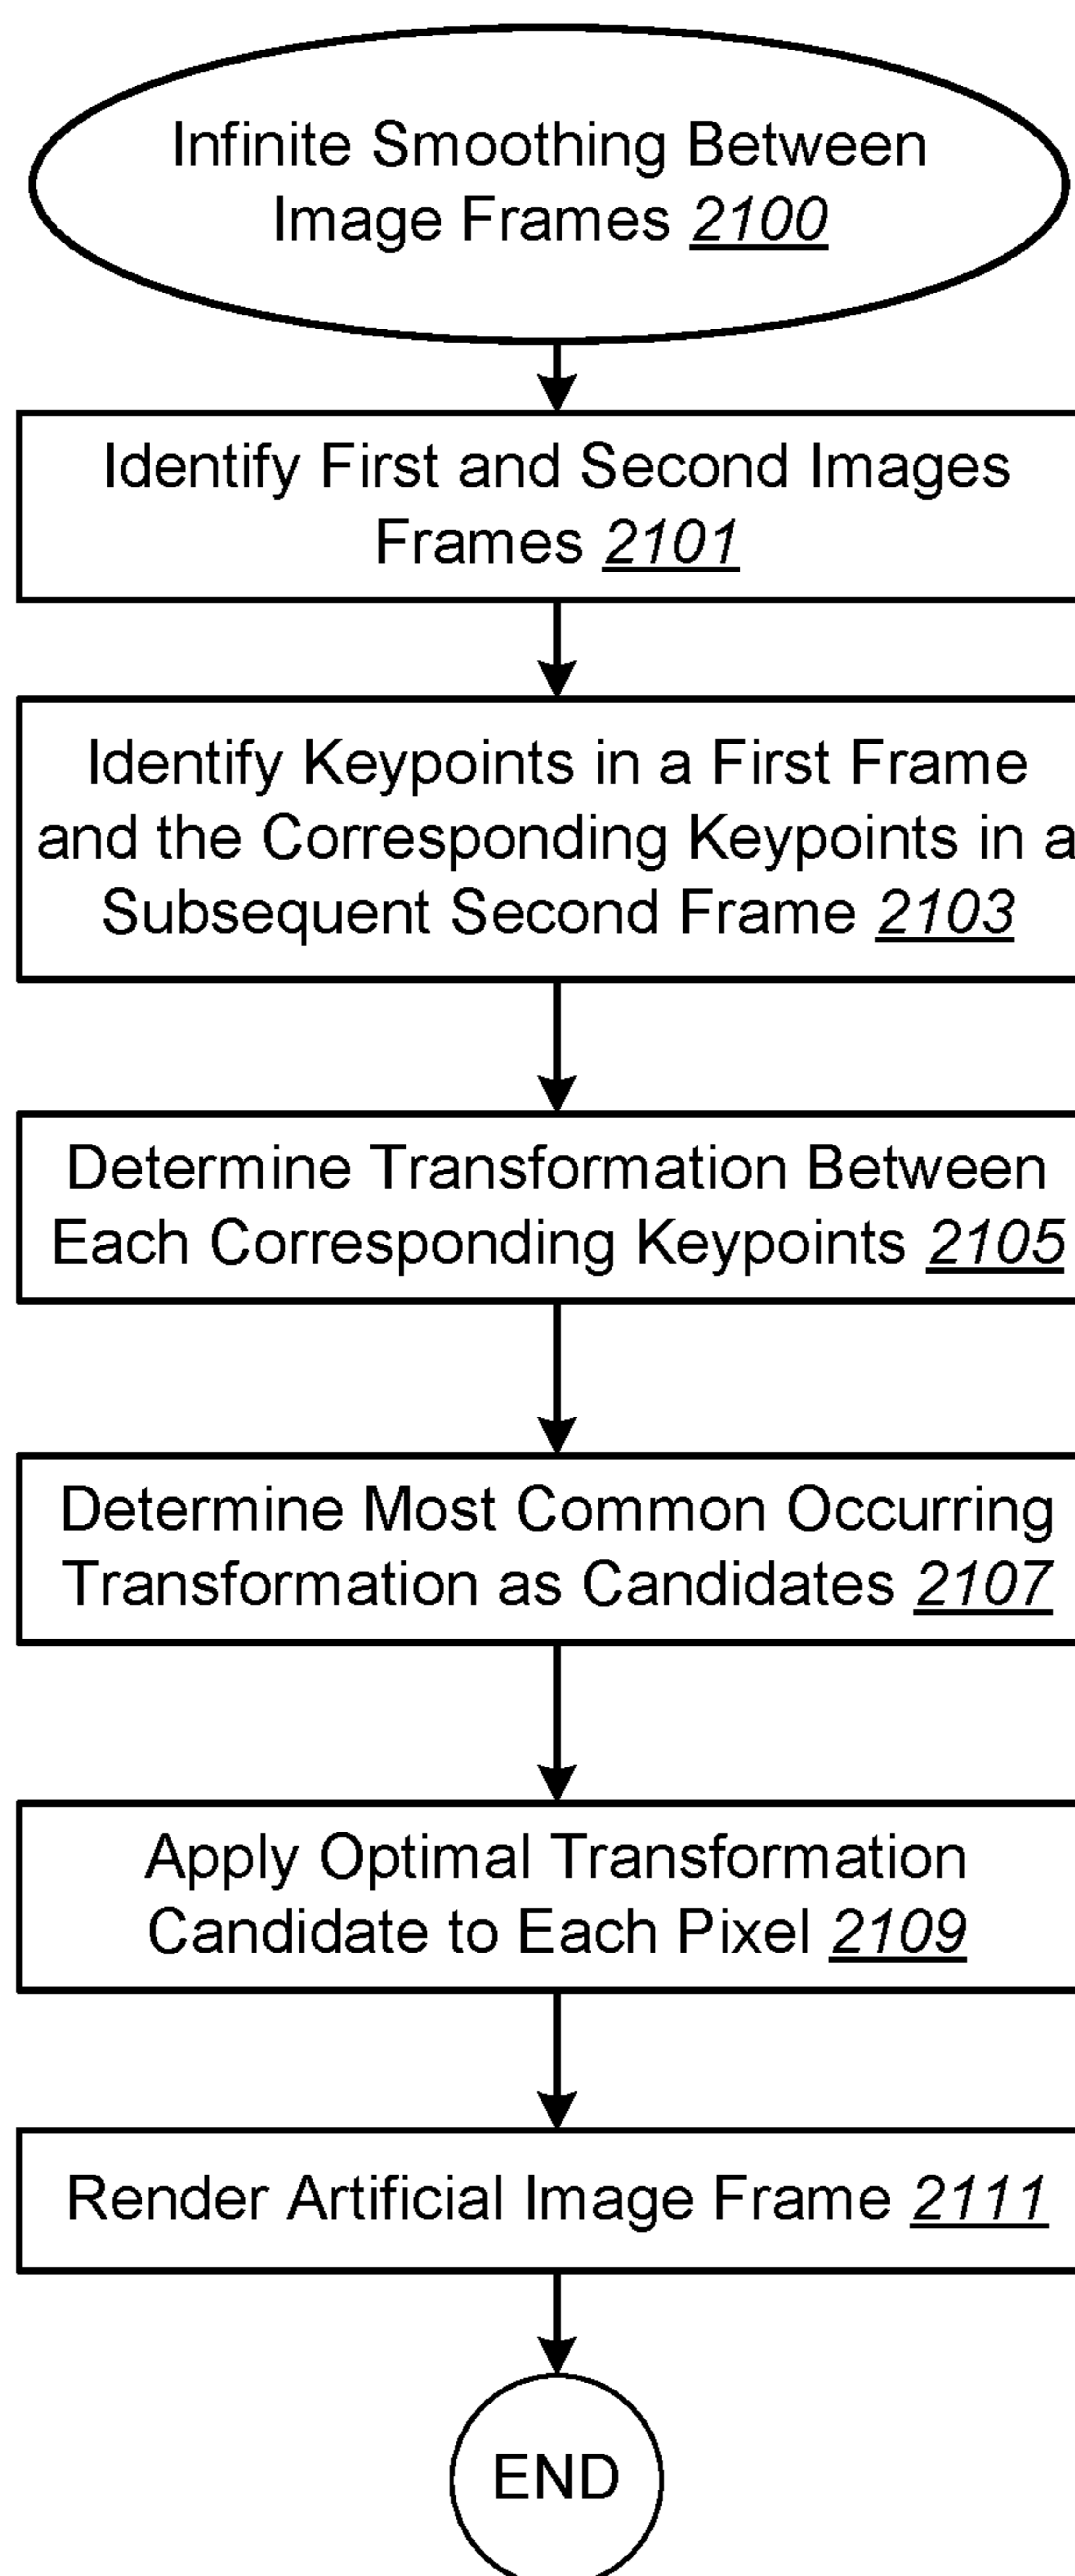 Infinite Smoothing Between
Image Frames 2100
Identify First and Second Images
Frames 2101
Identify Keypoints in a First Frame
and the Corresponding Keypoints in a
Subsequent Second Frame 2103
Determine Transformation Between
Each Corresponding Keypoints 2105
Determine Most Common Occurring
Transformation as Candidates 2107
Apply Optimal Transformation
Candidate to Each Pixel 2109
Render Artificial Image Frame 2111
END